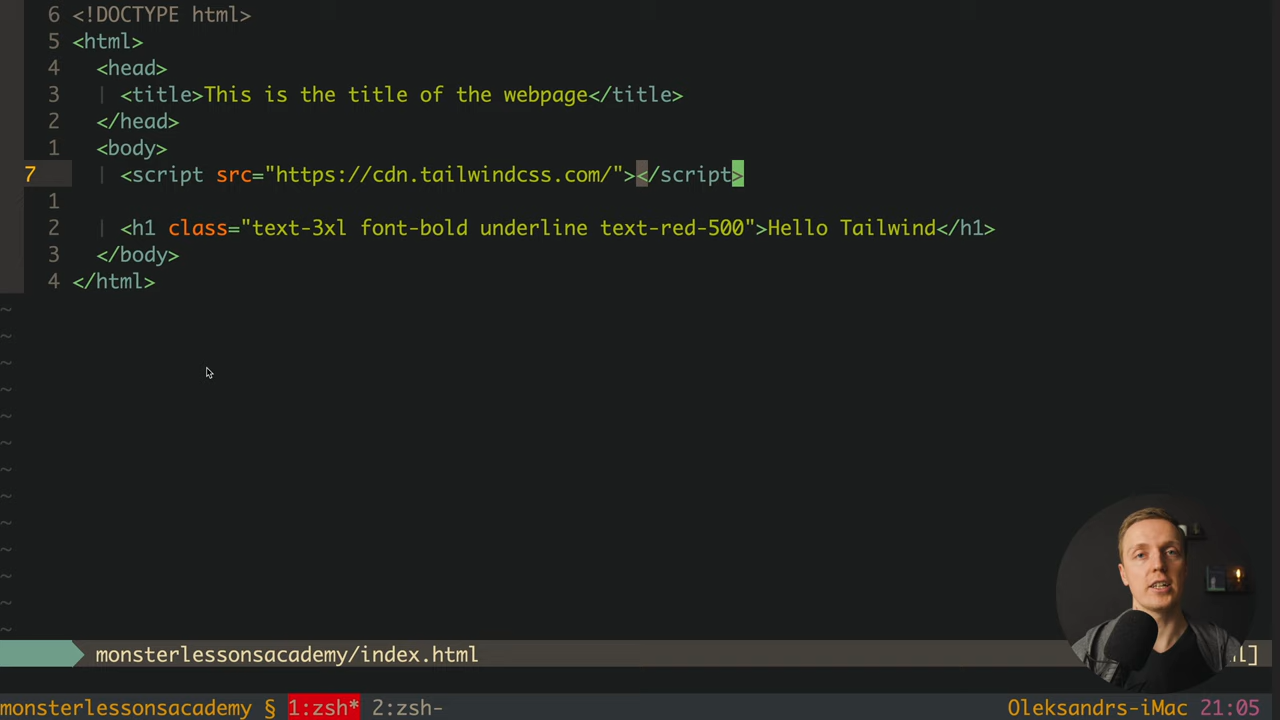 6 <!DOCTYPE html>
5 <html>
4   <head>
3   | <title>This is the title of the webpage</title>
2   </head>
1   <body>
7   | <script src="https://cdn.tailwindcss.com/"></script>
1
2   | <h1 class="text-3xl font-bold underline text-red-500">Hello Tailwind</h1>
3   </body>
4 </html>
~
~
~
~
~
~
~
~
~
~
~
~
~
monsterlessonsacademy/index.html l]
monsterlessonsacademy § 1:zsh* 2:zsh- Oleksandrs-iMac 21:05